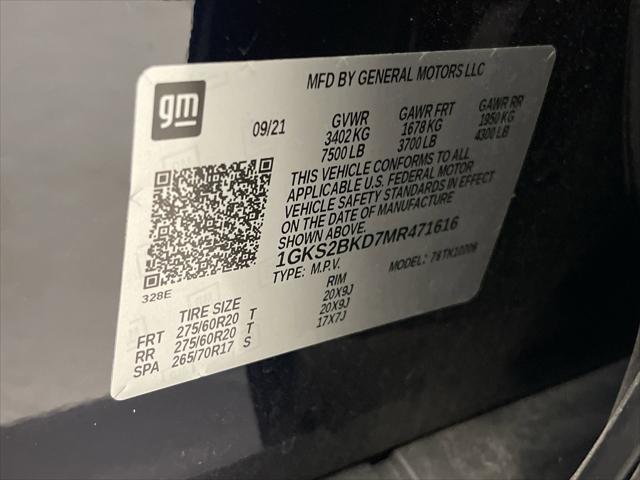 gm
MFD BY GENERAL MOTORS LLC
09/21
GVWR GAWR FRT GAWR RR
3402 KG 1678 KG 1950 KG
7500 LB 3700 LB 4300 LB
THIS VEHICLE CONFORMS TO ALL
APPLICABLE U.S. FEDERAL MOTOR
VEHICLE SAFETY STANDARDS IN EFFECT
ON THE DATE OF MANUFACTURE
SHOWN ABOVE.
1GKS2BKD7MR471616
TYPE: M.P.V. MODEL:
328E
TIRE SIZE RIM
FRT 275/60R20 T 20X9J
RR 275/60R20 T 20X9J
SPA 265/70R17 S 17X7J